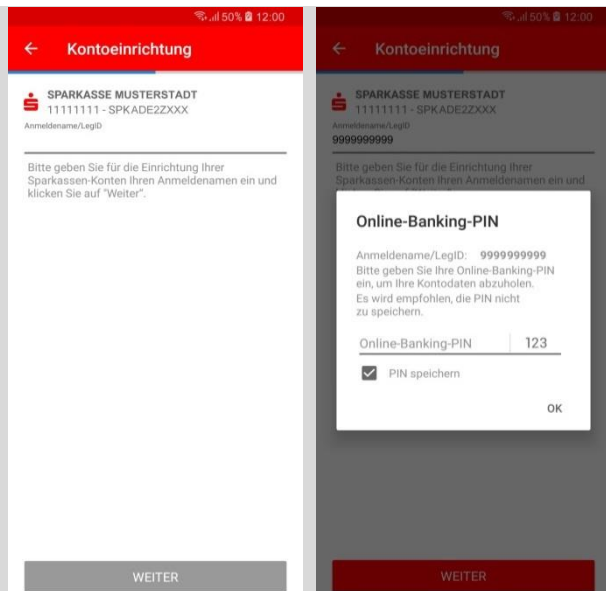 50% 12:00
Kontoeinrichtung
SPARKASSE MUSTERSTADT
11111111 - SPKADE2ZXXX
Anmeldename/LegID
Bitte geben Sie für die Einrichtung Ihrer
Sparkassen-Konten Ihren Anmeldenamen ein und
klicken Sie auf "Weiter".
WEITER
50% 12:00
Kontoeinrichtung
SPARKASSE MUSTERSTADT
11111111 - SPKADE2ZXXX
Anmeldename/LegID
9999999999
Bitte geben Sie für die Einrichtung Ihrer
Sparkassen-Konten Ihren Anmeldenamen ein und
Online-Banking-PIN
Anmeldename/LegID: 9999999999
Bitte geben Sie Ihre Online-Banking-PIN
ein, um Ihre Kontodaten abzuholen.
Es wird empfohlen, die PIN nicht
zu speichern.
Online-Banking-PIN 123
PIN speichern
OK
WEITER